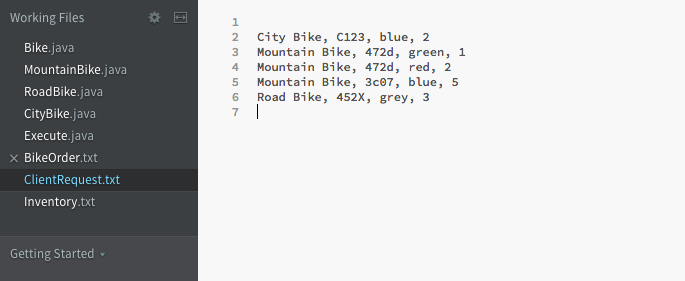 Working Files
Bike.java
MountainBike.java
RoadBike.java
CityBike.java
Execute.java
BikeOrder.txt
ClientRequest.txt
Inventory.txt
Getting Started
1
2 City Bike, C123, blue, 2
3 Mountain Bike, 472d, green, 1
4 Mountain Bike, 472d, red, 2
5 Mountain Bike, 3c07, blue, 5
6 Road Bike, 452X, grey, 3
7